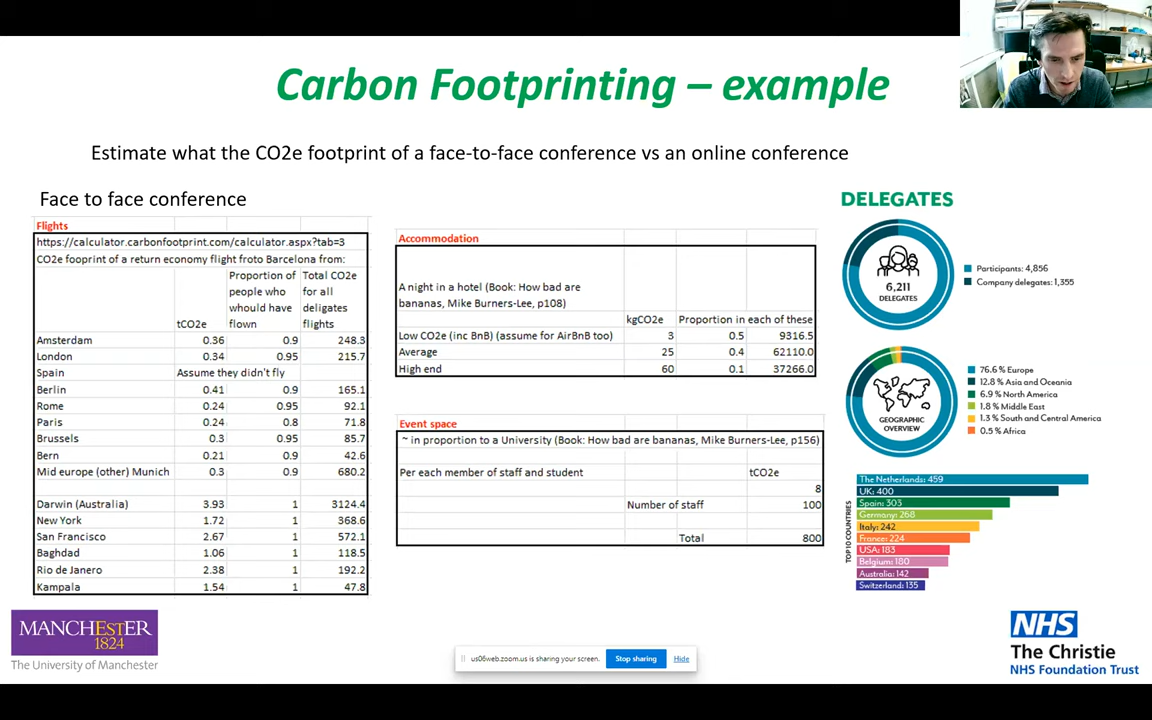 Carbon Footprinting – example
Estimate what the CO2e footprint of a face-to-face conference vs an online conference
Face to face conference
Flights
https://calculator.carbonfootprint.com/calculator.aspx?tab=3
CO2e fooprint of a return economy flight froto Barcelona from:
tCO2e
Proportion of people who whould have flown
Total CO2e for all deligates flights
Amsterdam 0.36 0.9 248.3
London 0.34 0.95 215.7
Spain Assume they didn't fly
Berlin 0.41 0.9 165.1
Rome 0.24 0.95 92.1
Paris 0.24 0.8 71.8
Brussels 0.3 0.95 85.7
Bern 0.21 0.9 42.6
Mid europe (other) Munich 0.3 0.9 680.2
Darwin (Australia) 3.93 1 3124.4
New York 1.72 1 368.6
San Francisco 2.67 1 572.1
Baghdad 1.06 1 118.5
Rio de Janero 2.38 1 192.2
Kampala 1.54 1 47.8
Accommodation
A night in a hotel (Book: How bad are
bananas, Mike Burners-Lee, p108)
kgCO2e Proportion in each of these
Low CO2e (inc BnB) (assume for AirBnB too) 3 0.5 9316.5
Average 25 0.4 62110.0
High end 60 0.1 37266.0
Event space
~ in proportion to a University (Book: How bad are bananas, Mike Burners-Lee, p156)
Per each member of staff and student tCO2e
8
Number of staff 100
Total 800
DELEGATES
6,211
DELEGATES
Participants: 4,856
Company delegates: 1,355
GEOGRAPHIC
OVERVIEW
76.6 % Europe
12.8 % Asia and Oceania
6.9 % North America
1.8 % Middle East
1.3 % South and Central America
0.5 % Africa
TOP 10 COUNTRIES
The Netherlands: 459
UK: 400
Spain: 303
Germany: 268
Italy: 242
France: 224
USA: 183
Belgium: 180
Australia: 142
Switzerland: 135
MANCHESTER
1824
The University of Manchester
us06web.zoom.us is sharing your screen.
Stop sharing
Hide
NHS
The Christie
NHS Foundation Trust